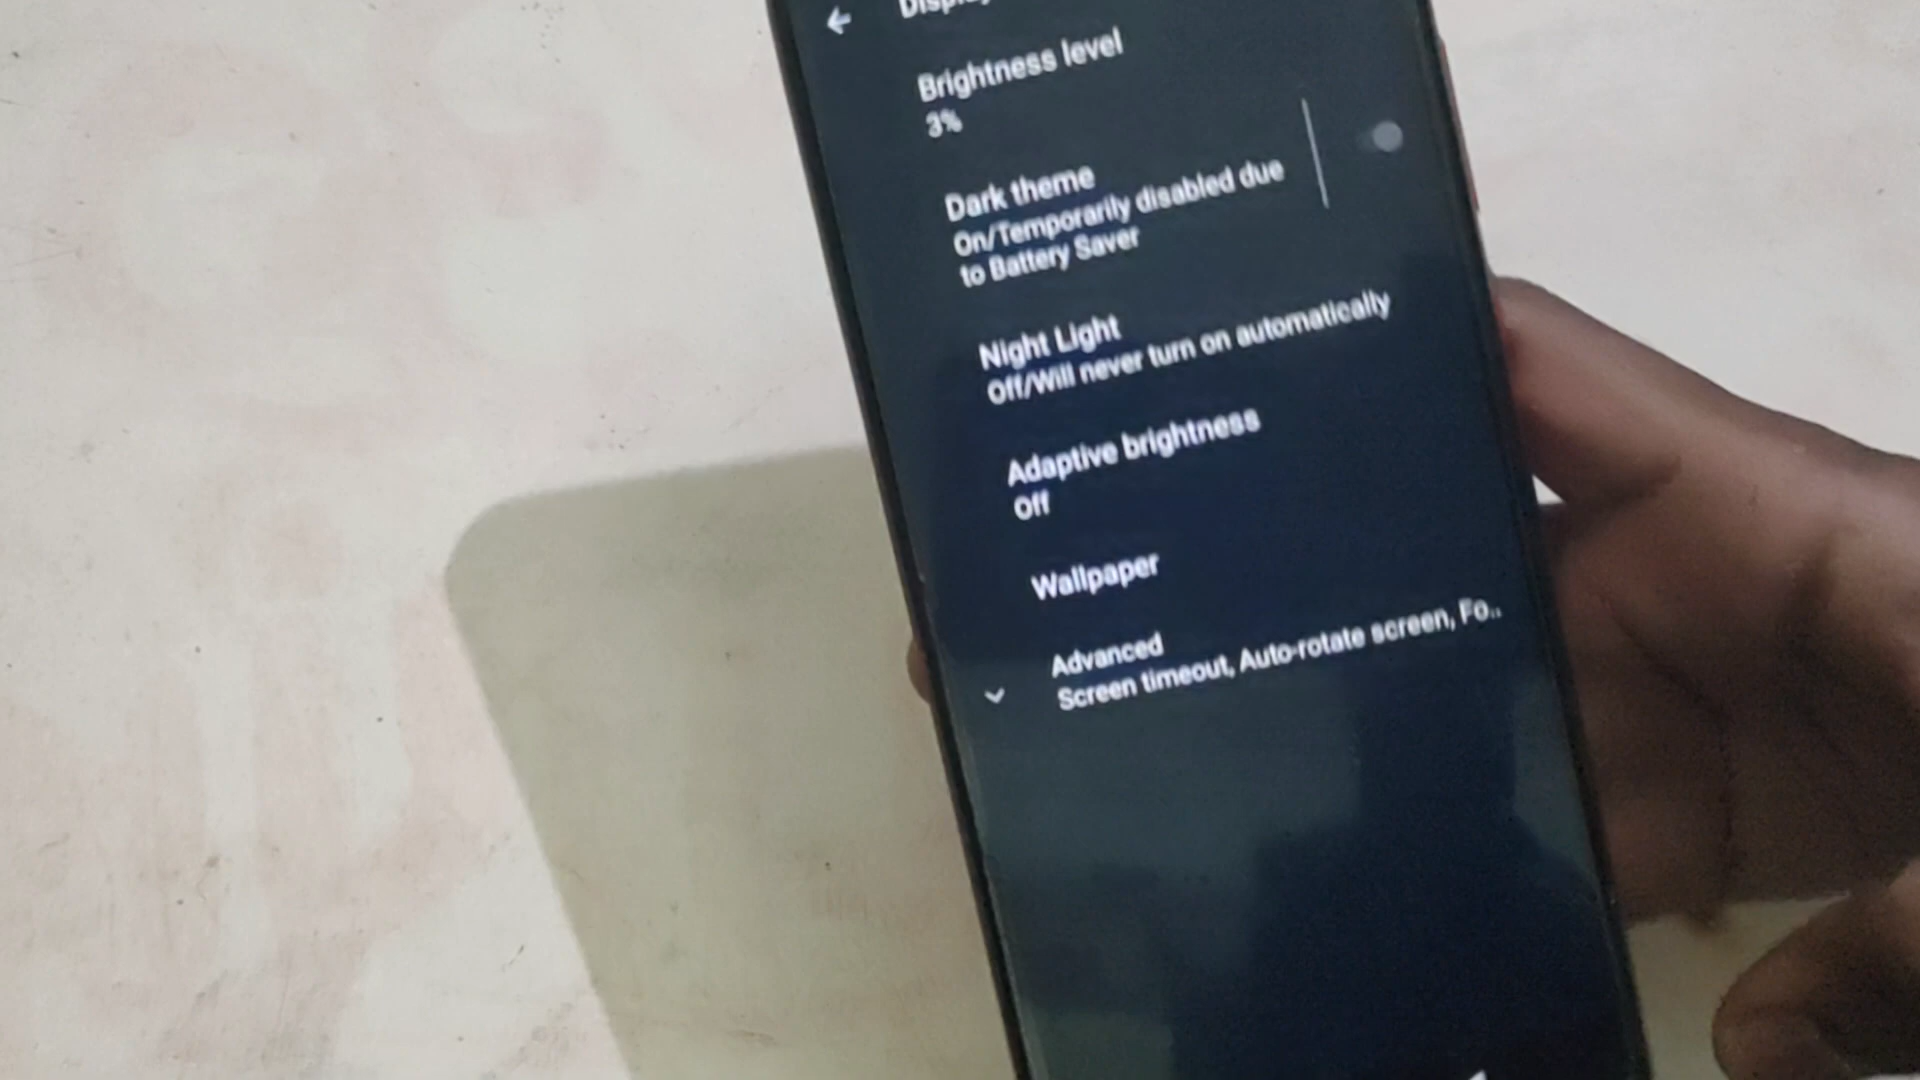 Display
Brightness level
3%
Dark theme
On/Temporarily disabled due
to Battery Saver
Night Light
Off/Will never turn on automatically
Adaptive brightness
Off
Wallpaper
Advanced
Screen timeout, Auto-rotate screen, Fo..